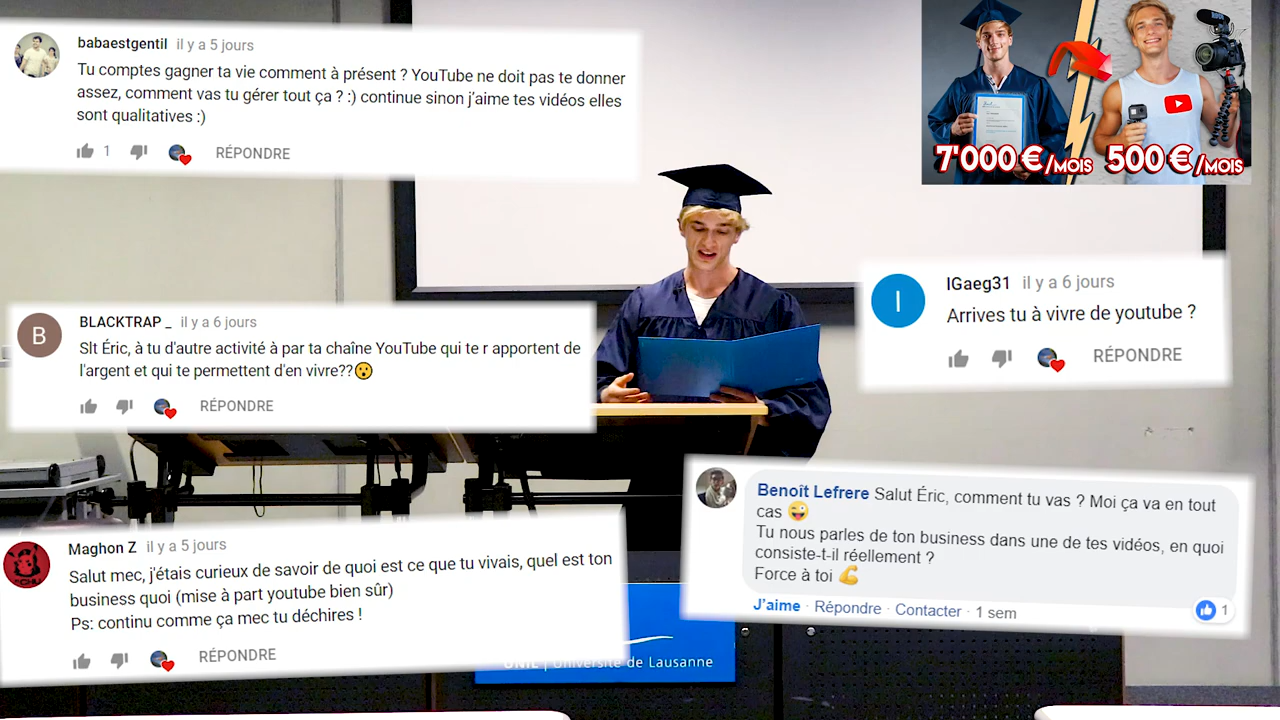 babaestgentil il y a 5 jours
Tu comptes gagner ta vie comment à présent ? YouTube ne doit pas te donner
assez, comment vas tu gérer tout ça ? :) continue sinon j'aime tes vidéos elles
sont qualitatives :)
1 RÉPONDRE
7'000 €/MOIS 500 €/MOIS
BLACKTRAP _ il y a 6 jours
B
Slt Éric, à tu d'autre activité à par ta chaîne YouTube qui te r apportent de
l'argent et qui te permettent d'en vivre??😮
RÉPONDRE
IGaeg31 il y a 6 jours
I
Arrives tu à vivre de youtube ?
RÉPONDRE
Maghon Z il y a 5 jours
Salut mec, j'étais curieux de savoir de quoi est ce que tu vivais, quel est ton
business quoi (mise à part youtube bien sûr)
Ps: continu comme ça mec tu déchires !
RÉPONDRE
Benoît Lefrere Salut Éric, comment tu vas ? Moi ça va en tout
cas 😜
Tu nous parles de ton business dans une de tes vidéos, en quoi
consiste-t-il réellement ?
Force à toi 💪
J'aime · Répondre · Contacter · 1 sem
1
UNIL | Université de Lausanne